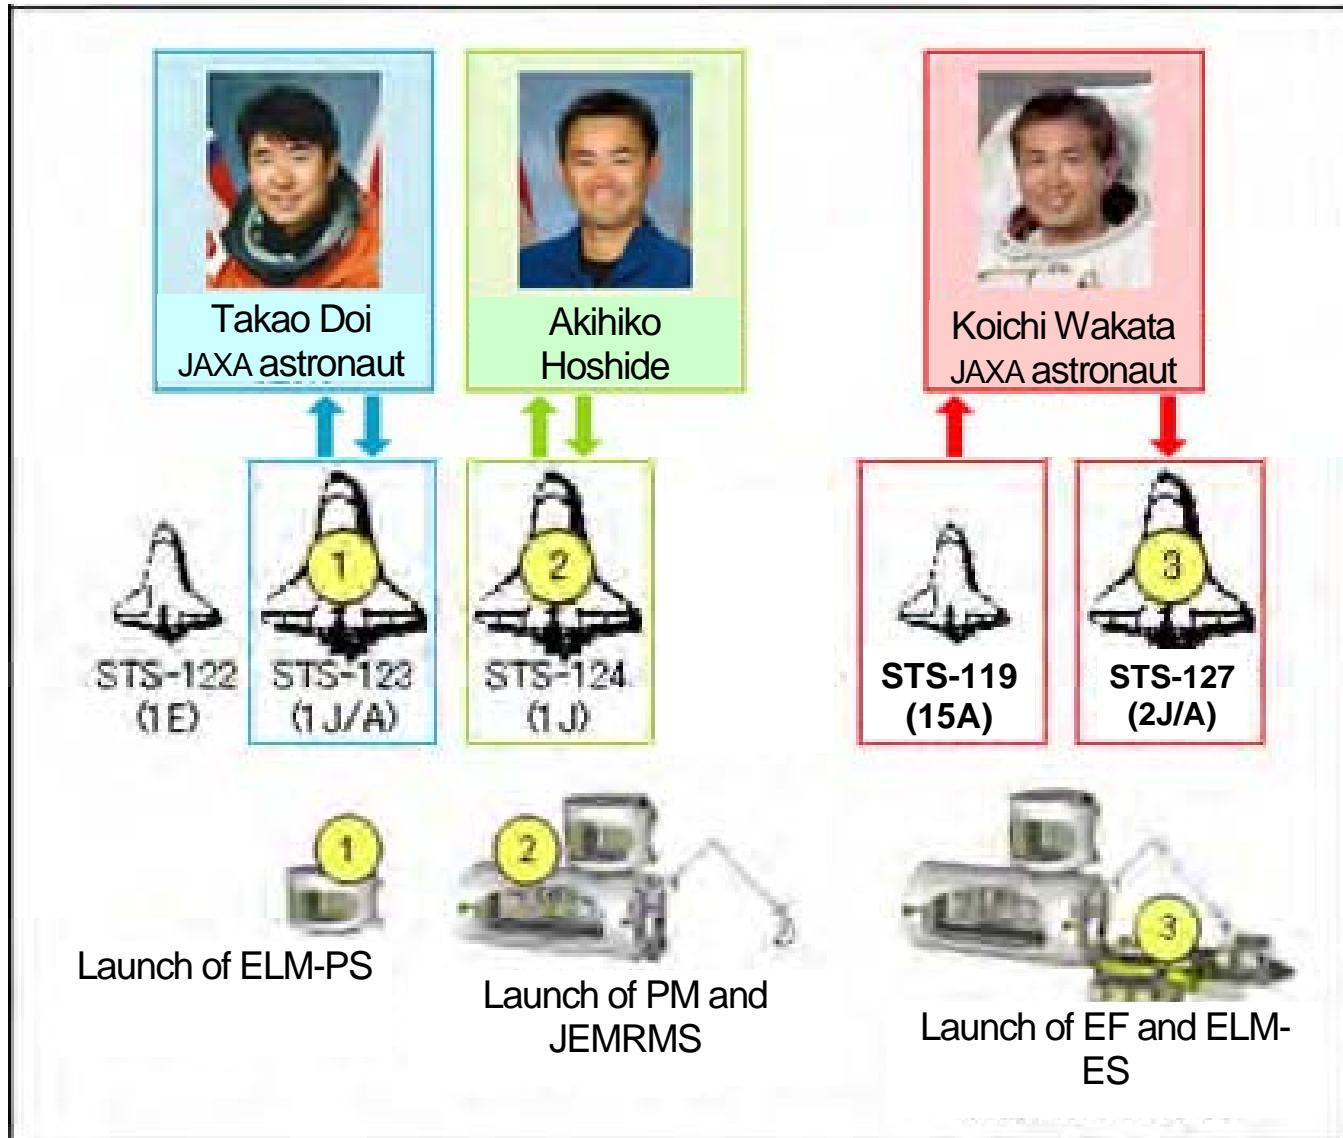 Takao Doi
JAXA astronaut
Akihiko
Hoshide
Koichi Wakata
JAXA astronaut
1
2
3
STS-122
(1E)
STS-123
(1J/A)
STS-124
(1J)
STS-119
(15A)
STS-127
(2J/A)
1
2
3
Launch of ELM-PS
Launch of PM and
JEMRMS
Launch of EF and ELM-
ES